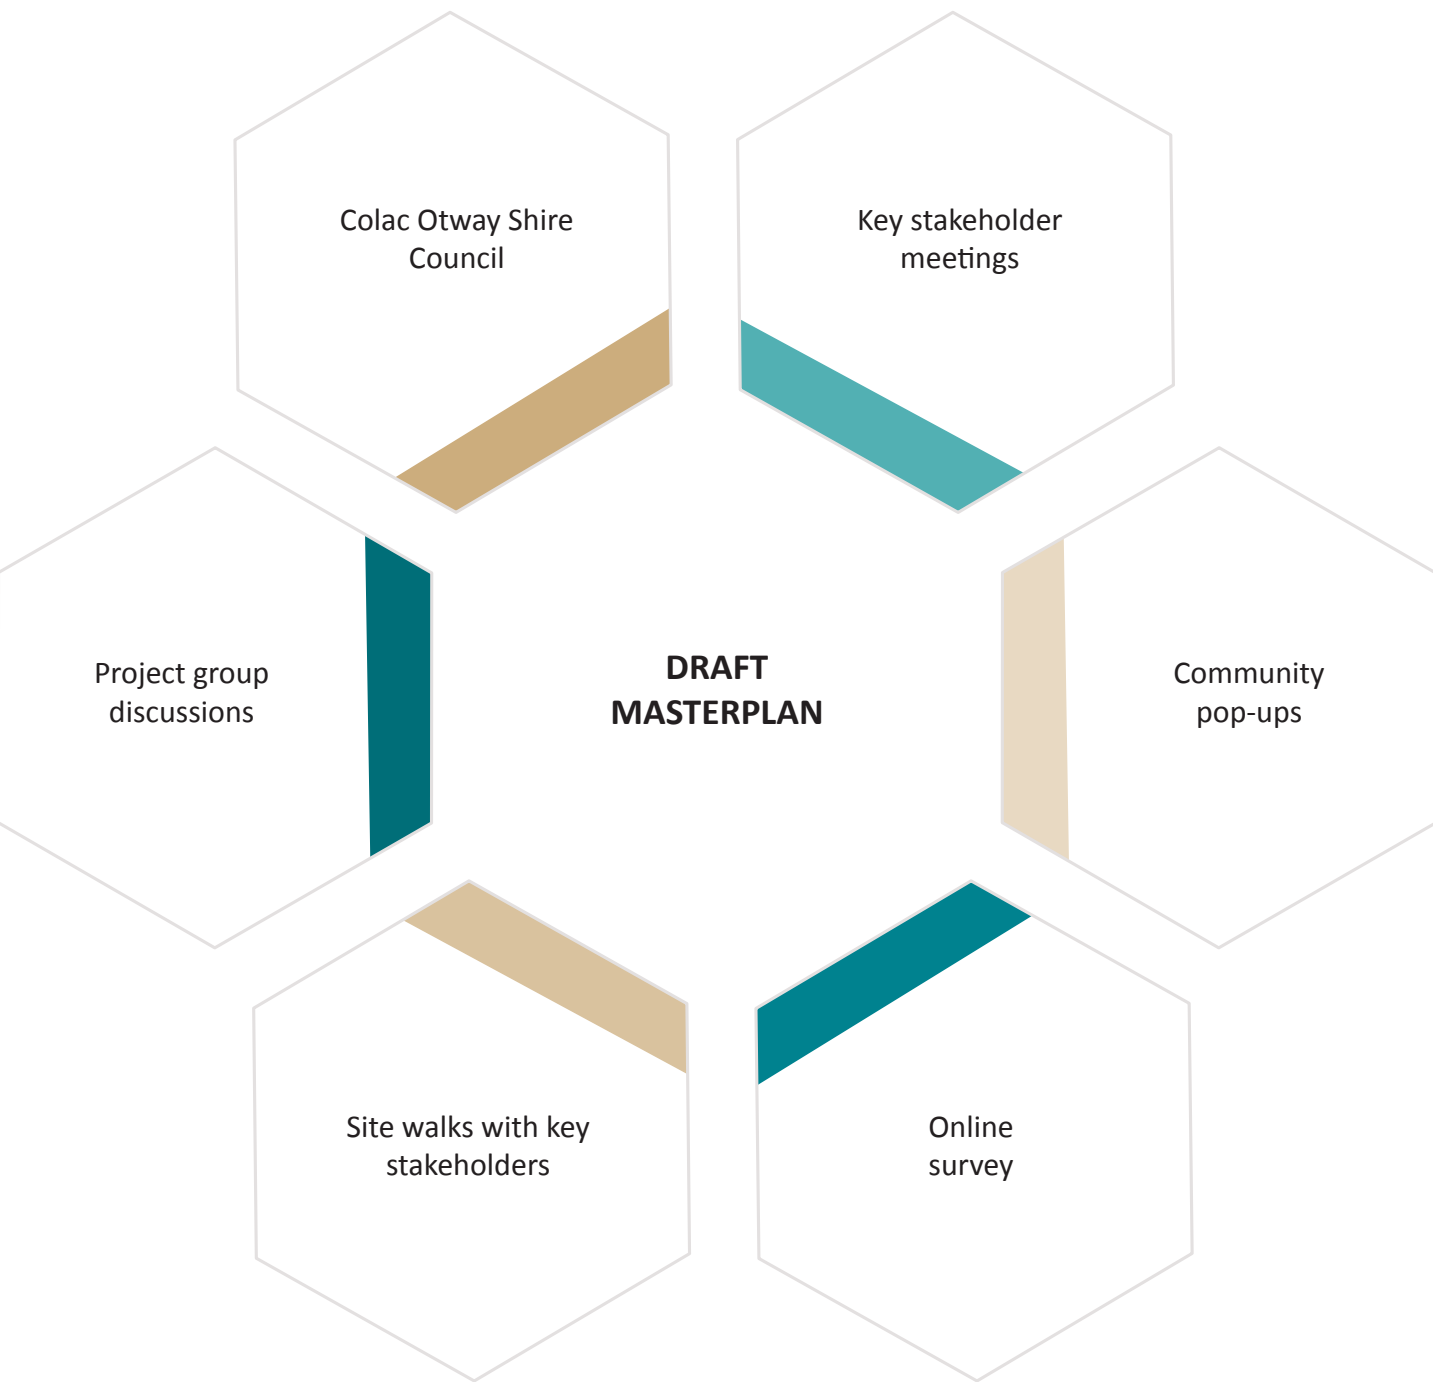 Colac Otway Shire
Council
Key stakeholder
meetings
Project group
discussions
DRAFT
MASTERPLAN
Community
pop-ups
Site walks with key
stakeholders
Online
survey